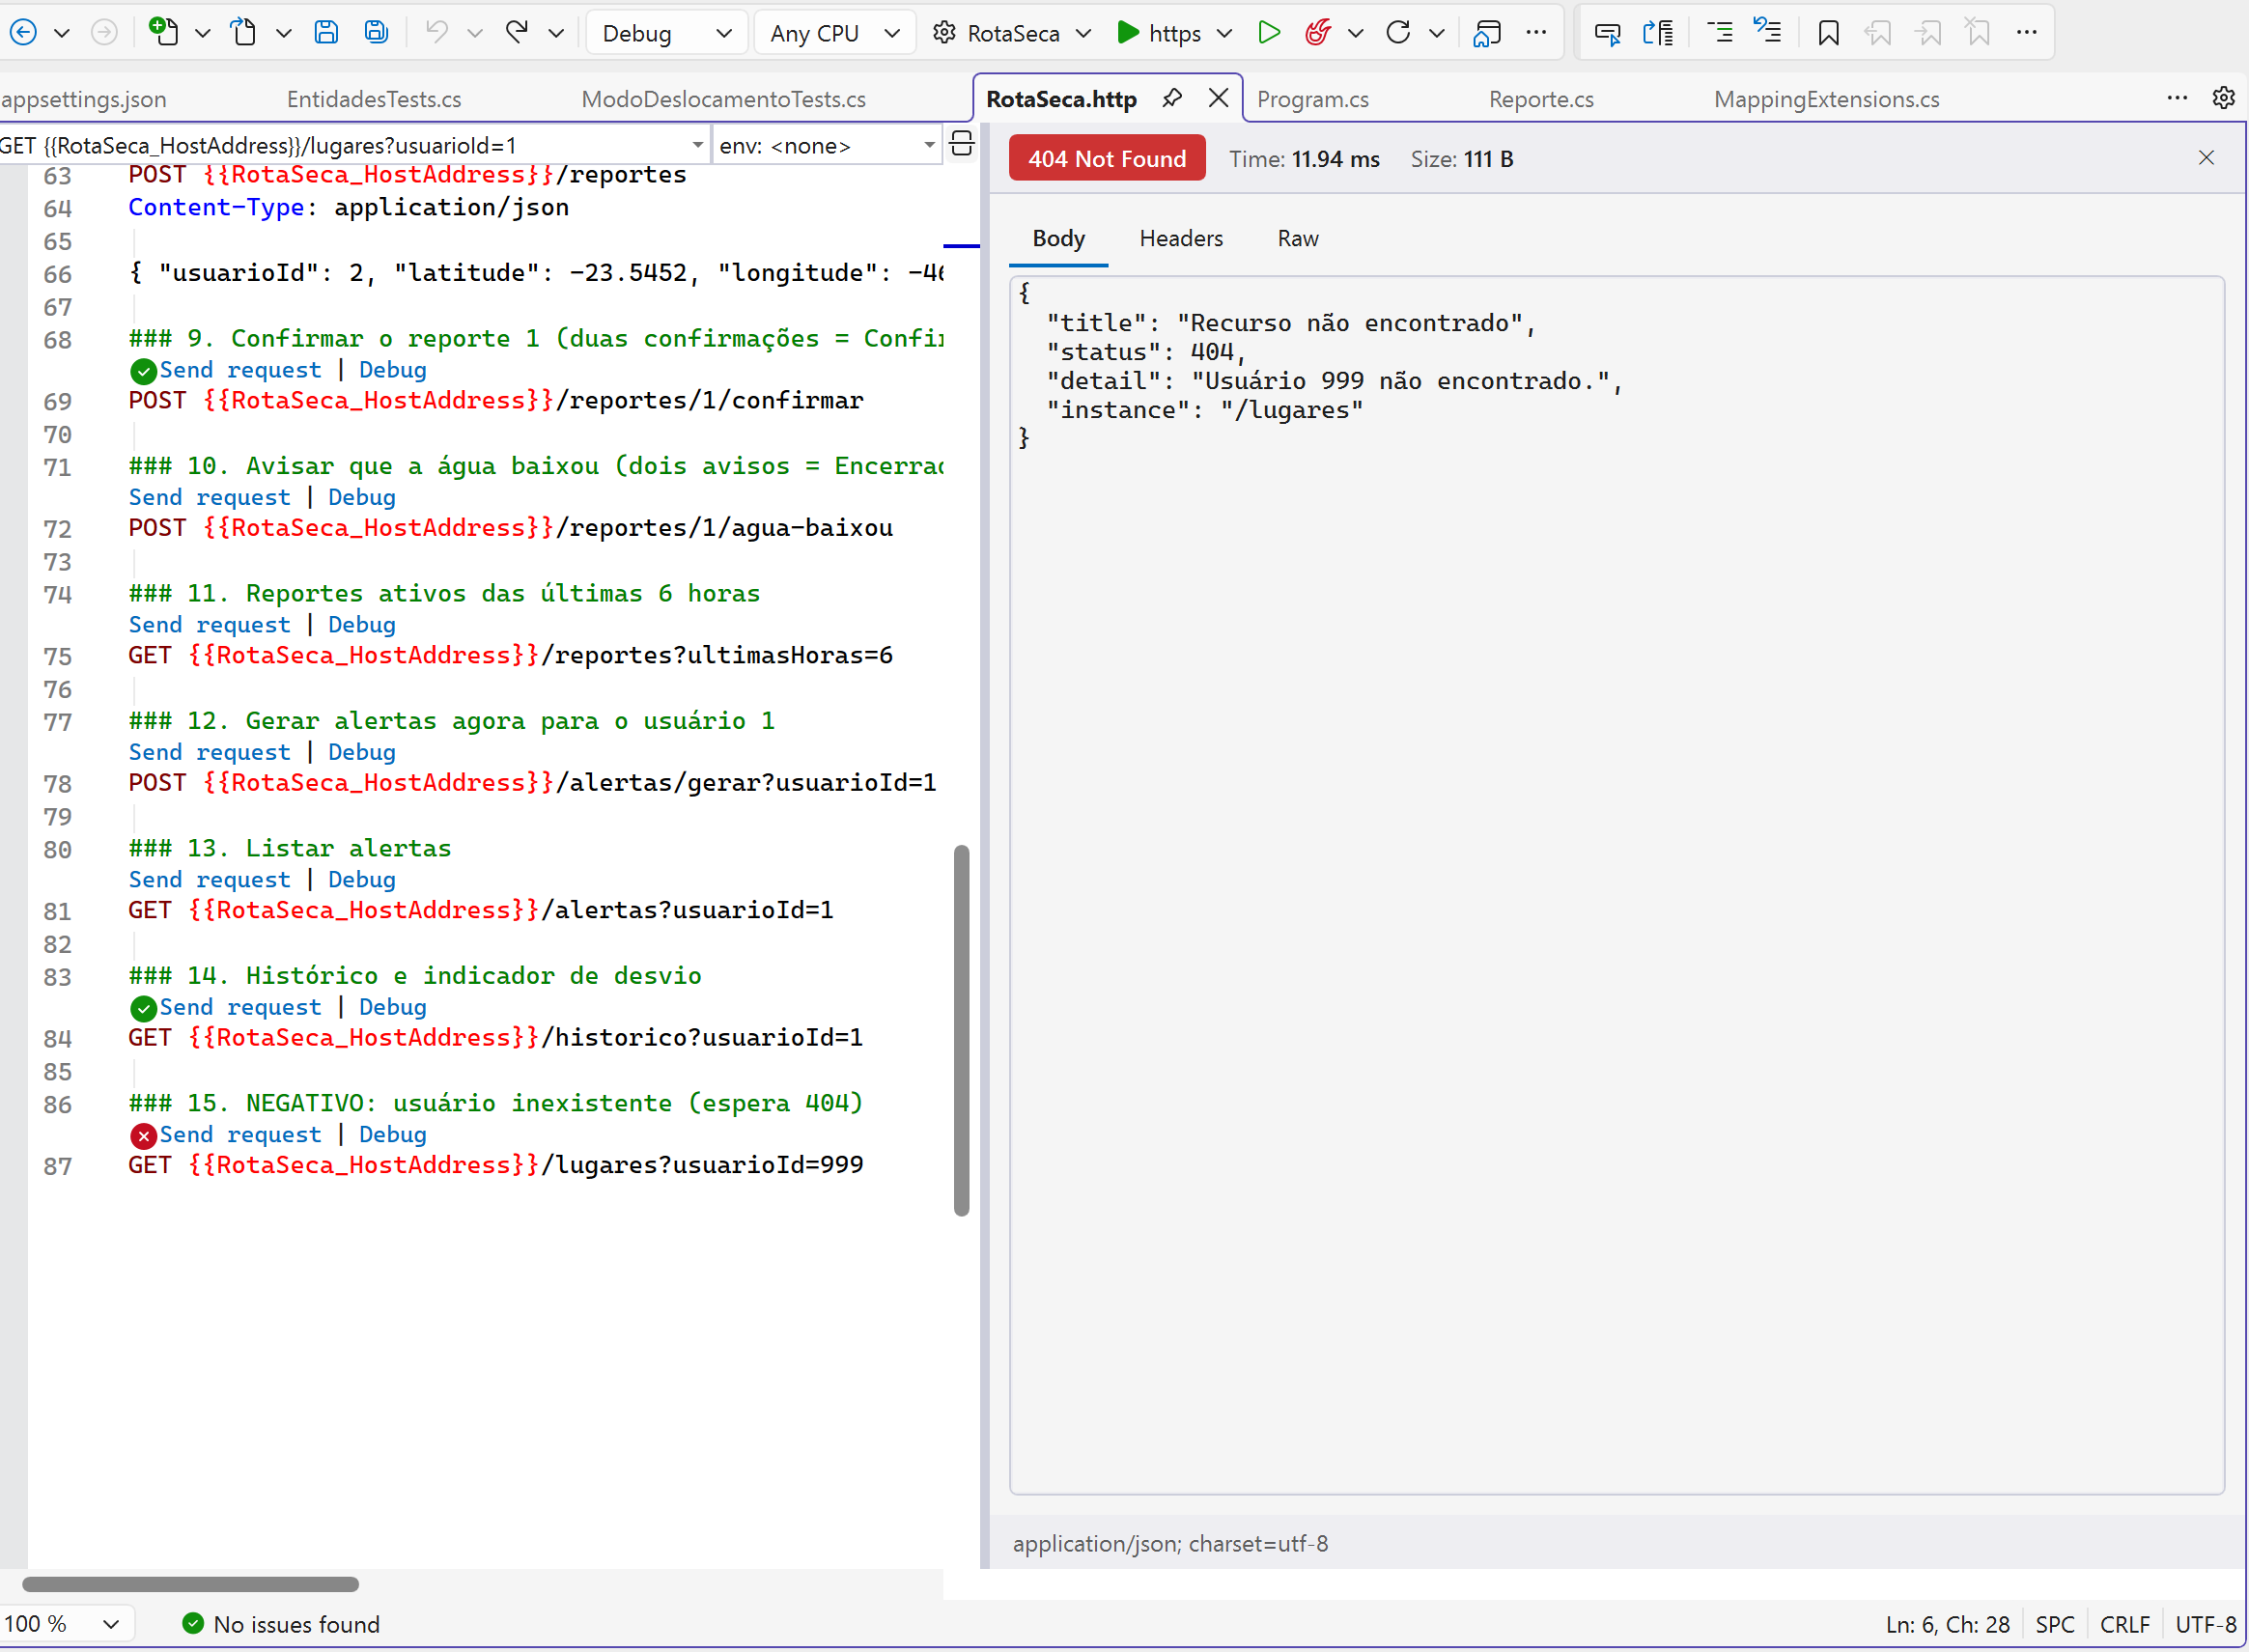 Debug
Any CPU
RotaSeca
https
appsettings.json
EntidadesTests.cs
ModoDeslocamentoTests.cs
RotaSeca.http
Program.cs
Reporte.cs
MappingExtensions.cs
GET {{RotaSeca_HostAddress}}/lugares?usuarioId=1
env: <none>
63 POST {{RotaSeca_HostAddress}}/reportes
64 Content-Type: application/json
65
66 { "usuarioId": 2, "latitude": -23.5452, "longitude": -46
67
68 ### 9. Confirmar o reporte 1 (duas confirmações = Confir
Send request | Debug
69 POST {{RotaSeca_HostAddress}}/reportes/1/confirmar
70
71 ### 10. Avisar que a água baixou (dois avisos = Encerrad
Send request | Debug
72 POST {{RotaSeca_HostAddress}}/reportes/1/agua-baixou
73
74 ### 11. Reportes ativos das últimas 6 horas
Send request | Debug
75 GET {{RotaSeca_HostAddress}}/reportes?ultimasHoras=6
76
77 ### 12. Gerar alertas agora para o usuário 1
Send request | Debug
78 POST {{RotaSeca_HostAddress}}/alertas/gerar?usuarioId=1
79
80 ### 13. Listar alertas
Send request | Debug
81 GET {{RotaSeca_HostAddress}}/alertas?usuarioId=1
82
83 ### 14. Histórico e indicador de desvio
Send request | Debug
84 GET {{RotaSeca_HostAddress}}/historico?usuarioId=1
85
86 ### 15. NEGATIVO: usuário inexistente (espera 404)
Send request | Debug
87 GET {{RotaSeca_HostAddress}}/lugares?usuarioId=999
404 Not Found Time: 11.94 ms Size: 111 B
Body Headers Raw
{
"title": "Recurso não encontrado",
"status": 404,
"detail": "Usuário 999 não encontrado.",
"instance": "/lugares"
}
application/json; charset=utf-8
100 %
No issues found
Ln: 6, Ch: 28
SPC
CRLF
UTF-8